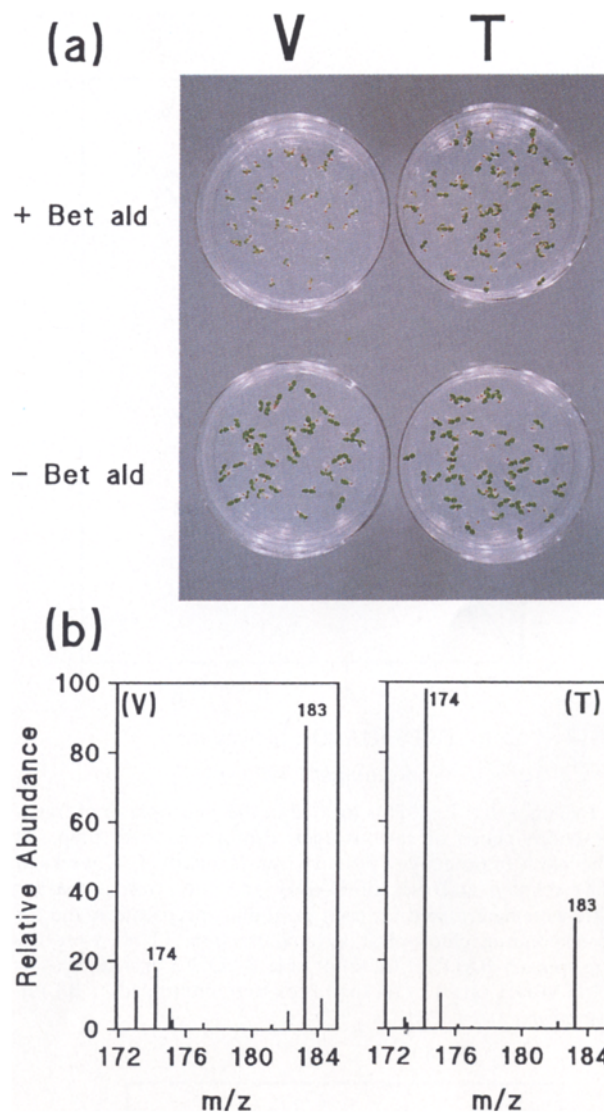 (a) V T
+ Bet ald
- Bet ald
(b)
100
80
60
40
20
0
Relative Abundance
(V)
183
174
172 176 180 184
m/z
174
(T)
183
172 176 180 184
m/z